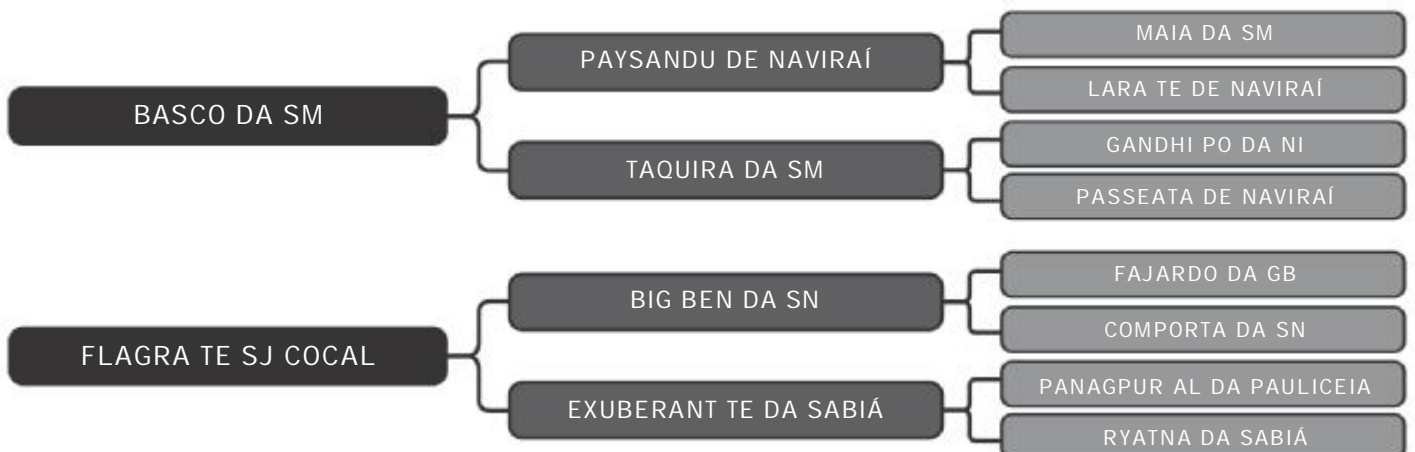 MAIA DA SM
PAYSANDU DE NAVIRAÍ
LARA TE DE NAVIRAÍ
BASCO DA SM
GANDHI PO DA NI
TAQUIRA DA SM
PASSEATA DE NAVIRAÍ
FAJARDO DA GB
BIG BEN DA SN
COMPORTA DA SN
FLAGRA TE SJ COCAL
PANAGPUR AL DA PAULICEIA
EXUBERANT TE DA SABIÁ
RYATNA DA SABIÁ